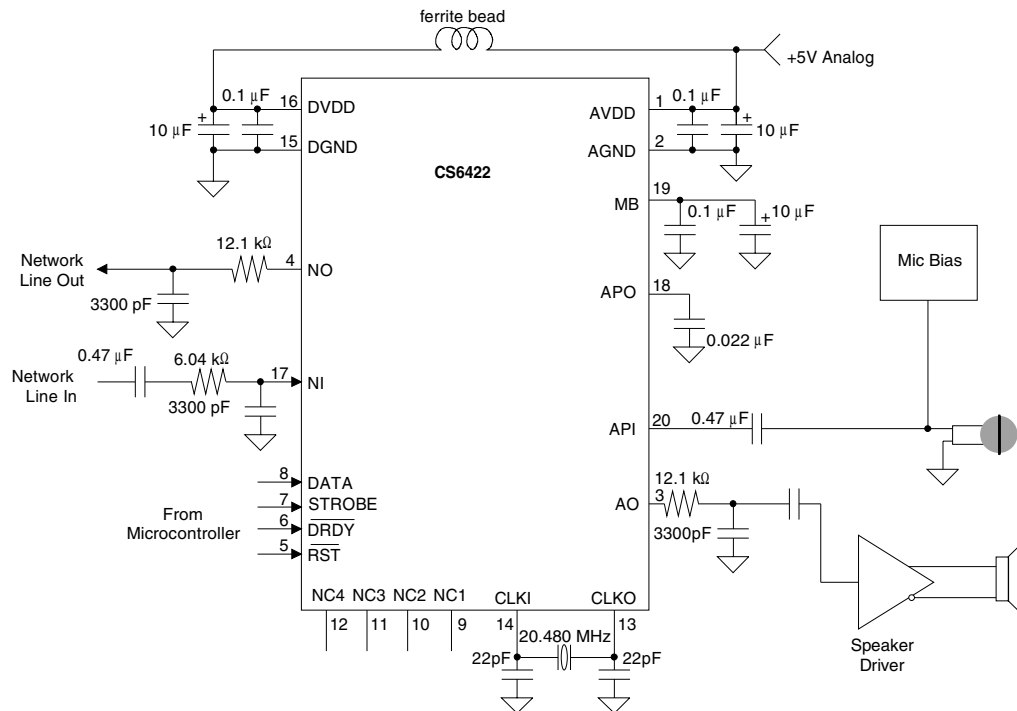 ferrite bead
+5V Analog
0.1 μF
16
DVDD
+
10 μF
15
DGND
1
AVDD
0.1 μF
+
10 μF
2
AGND
CS6422
19
MB
0.1 μF
+
10 μF
12.1 kΩ
Network
Line Out
4
NO
3300 pF
Mic Bias
18
APO
0.022 μF
0.47 μF
6.04 kΩ
Network
Line In
17
NI
3300 pF
20
API
0.47 μF
8
DATA
7
STROBE
From
Microcontroller
6
DRDY
5
RST
12.1 kΩ
3
AO
3300pF
NC4
NC3
NC2
NC1
CLKI
CLKO
12
11
10
9
14
13
20.480 MHz
22pF
22pF
Speaker
Driver